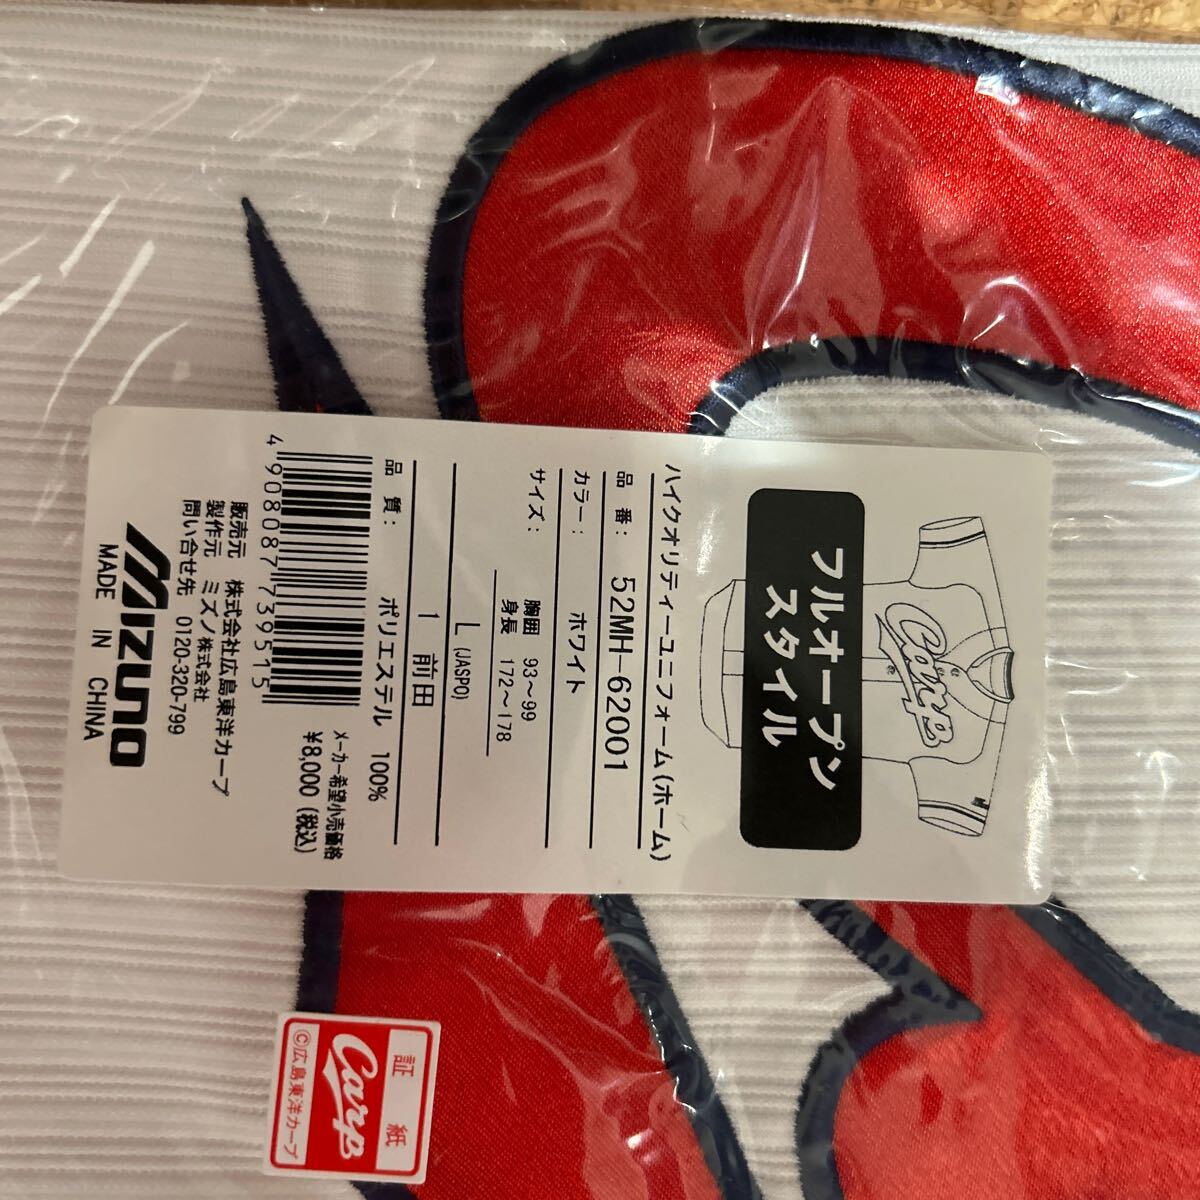 フルオープン
スタイル
Carp
ハイクオリティーユニフォーム(ホーム)
品 番: 52MH-62001
カラー: ホワイト
サイズ: 胸囲 93～99
身長 172～178
L (JASPO)
1 前田
品 質: ポリエステル 100%
4 908087 739515
メーカー希望小売価格
¥8,000(税込)
販売元 株式会社広島東洋カープ
製作元 ミズノ株式会社
問い合せ先 0120-320-799
MIZUNO
MADE IN CHINA
証紙
Carp
©広島東洋カープ